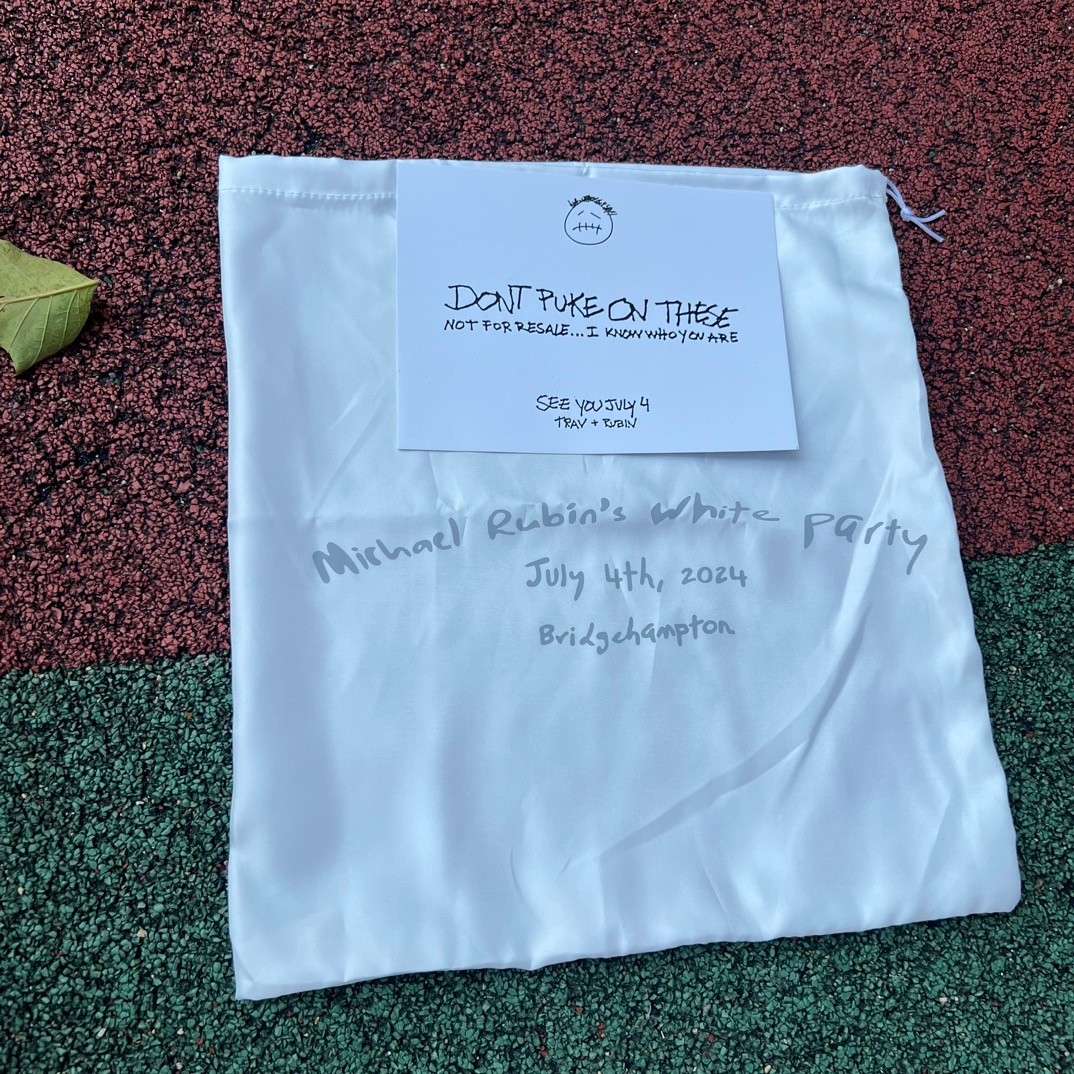 DONT PUKE ON THESE
NOT FOR RESALE...I KNOW WHO YOU ARE
SEE YOU JULY 4
TRAV + RUBIN
Michael Rubin's White Party
July 4th, 2024
Bridgehampton